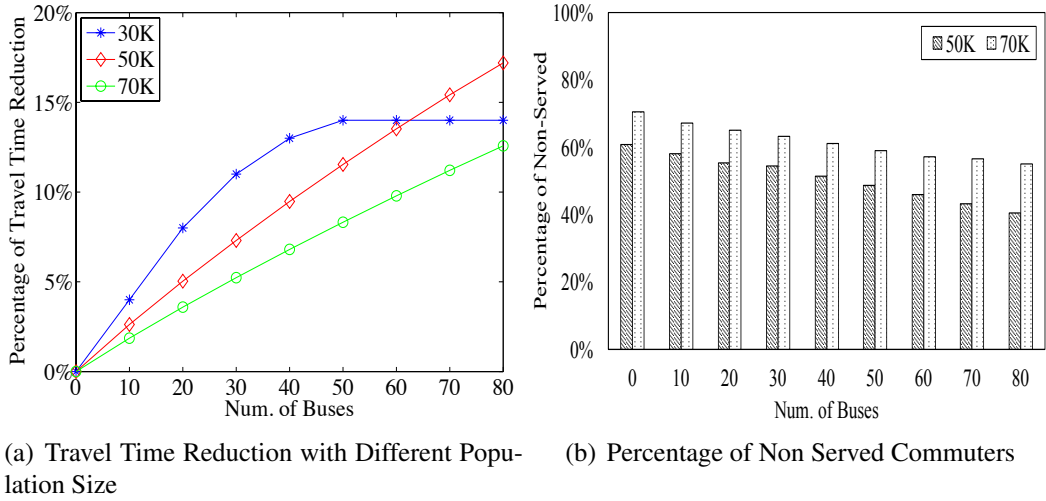 20%
15%
10%
5%
0%
Percentage of Travel Time Reduction
30K
50K
70K
0 10 20 30 40 50 60 70 80
Num. of Buses
(a) Travel Time Reduction with Different Popu-
lation Size
100%
80%
60%
40%
20%
0%
Percentage of Non-Served
50K 70K
0 10 20 30 40 50 60 70 80
Num. of Buses
(b) Percentage of Non Served Commuters